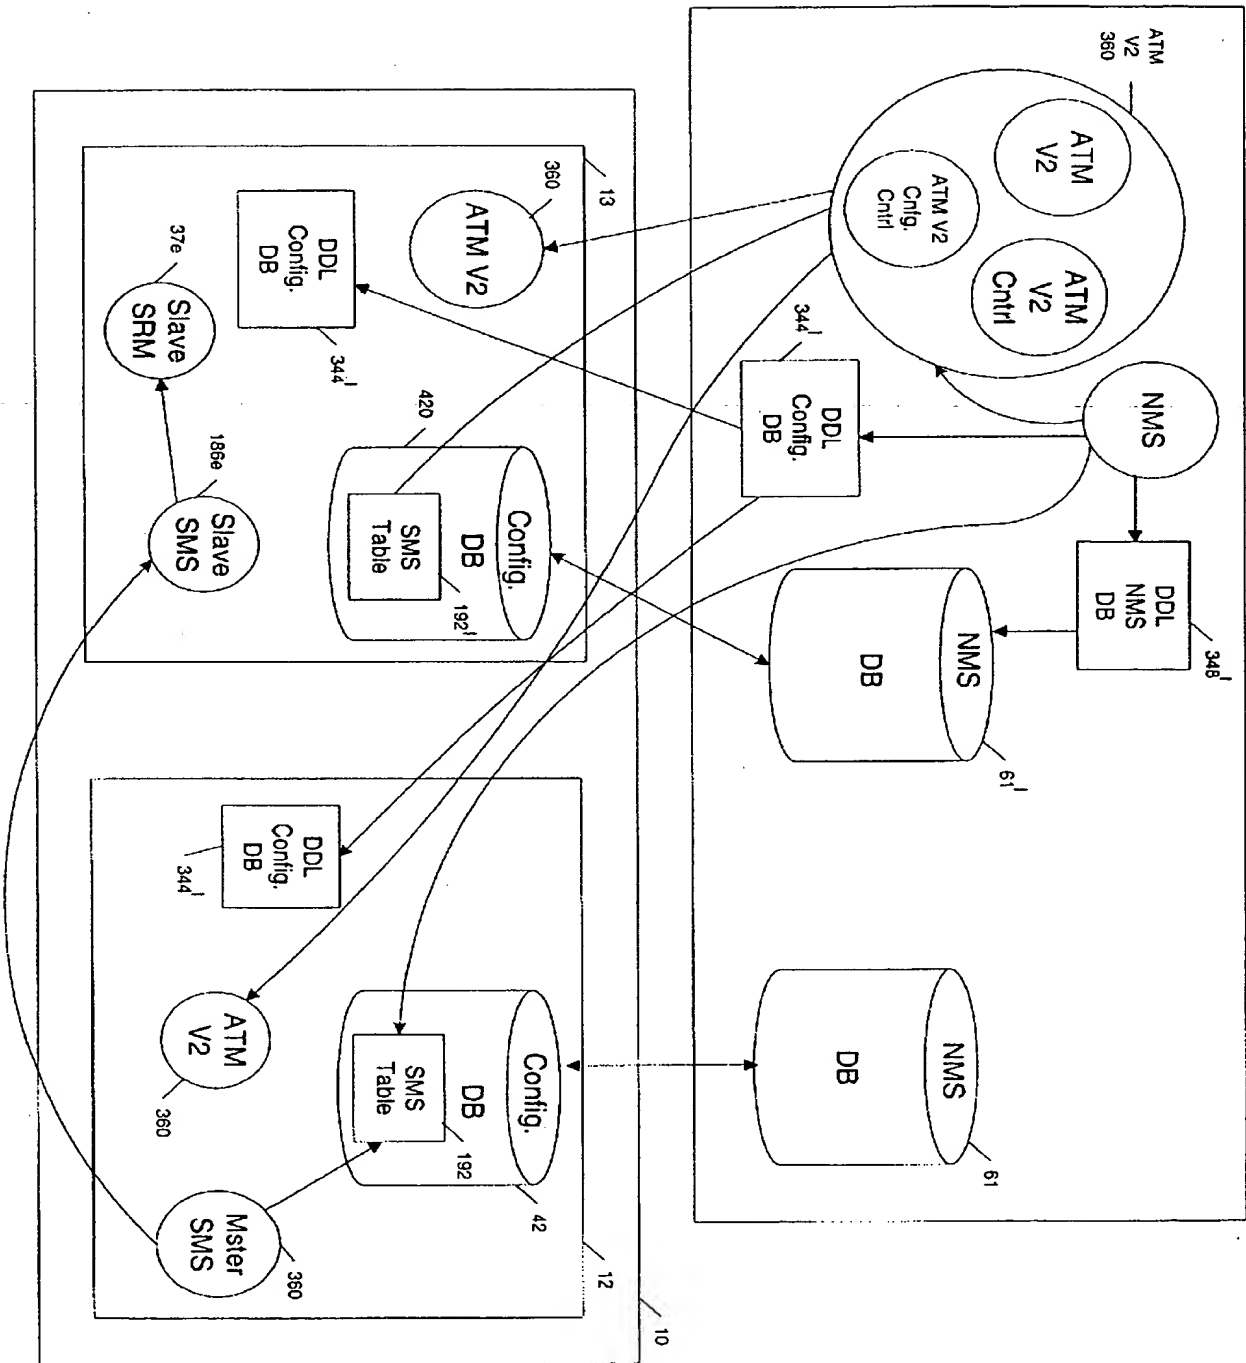 ATM
V2
360
ATM
V2
ATM V2
Cnfg.
Cntrl
ATM
V2
Cntrl
NMS
344'
DDL
Config.
DB
DDL
NMS
DB
348'
NMS
DB
61'
NMS
DB
61
13
360
ATM V2
DDL
Config.
DB
344'
37e
Slave
SRM
186e
Slave
SMS
420
Config.
DB
SMS
Table
192'
DDL
Config.
DB
344'
ATM
V2
360
Config.
DB
SMS
Table
192
42
Mster
SMS
360
12
10